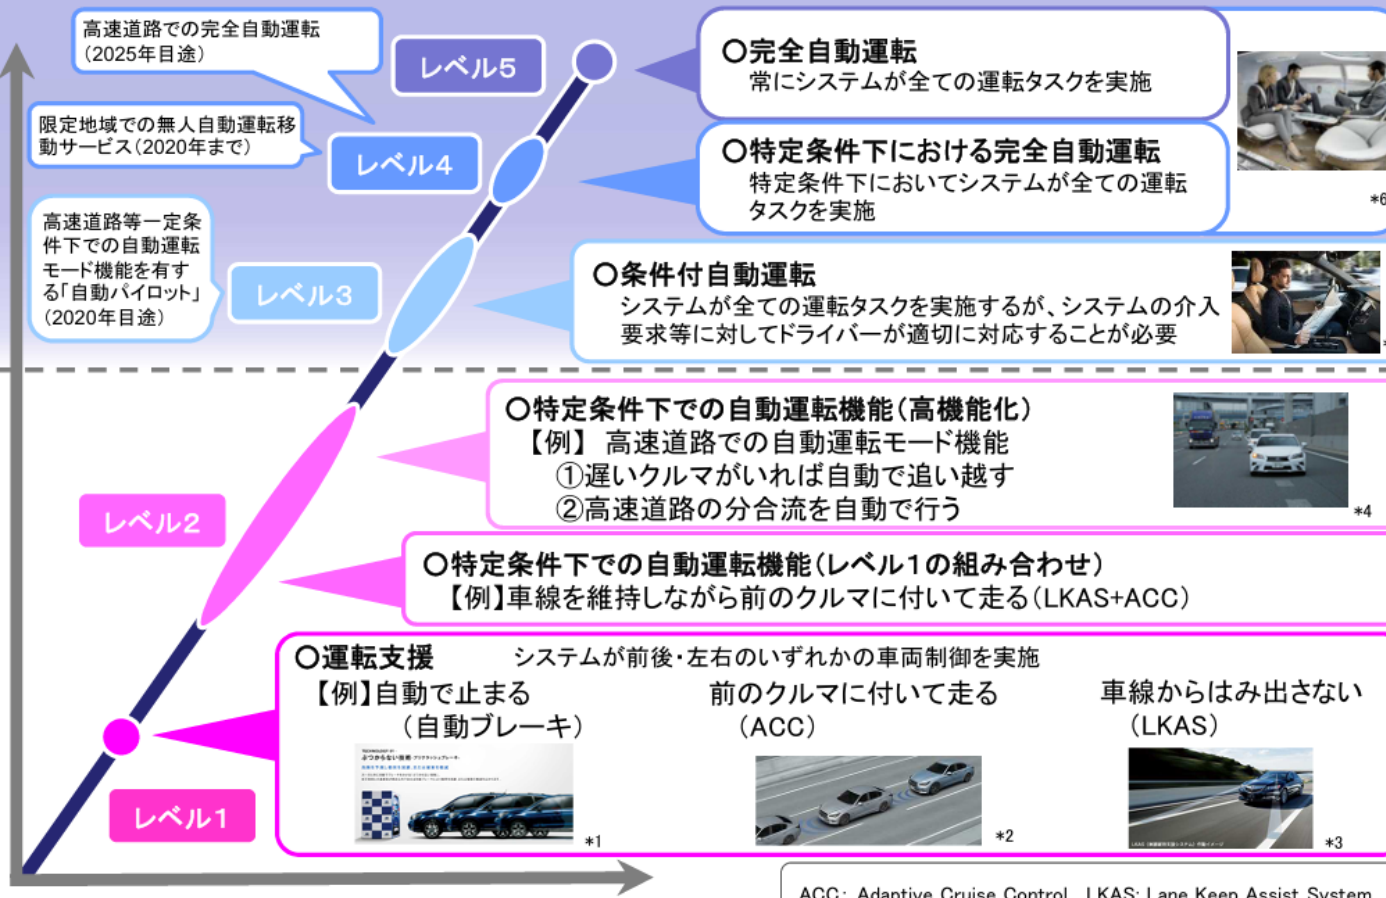 高速道路での完全自動運転
(2025年目途)
レベル5
〇完全自動運転
常にシステムが全ての運転タスクを実施
限定地域での無人自動運転移
動サービス(2020年まで)
レベル4
〇特定条件下における完全自動運転
特定条件下においてシステムが全ての運転
タスクを実施
*6
高速道路等一定条
件下での自動運転
モード機能を有す
る「自動パイロット」
(2020年目途)
レベル3
〇条件付自動運転
システムが全ての運転タスクを実施するが、システムの介入
要求等に対してドライバーが適切に対応することが必要
〇特定条件下での自動運転機能(高機能化)
【例】 高速道路での自動運転モード機能
①遅いクルマがいれば自動で追い越す
②高速道路の分合流を自動で行う
*4
レベル2
〇特定条件下での自動運転機能(レベル1の組み合わせ)
【例】車線を維持しながら前のクルマに付いて走る(LKAS+ACC)
〇運転支援 システムが前後・左右のいずれかの車両制御を実施
【例】自動で止まる
(自動ブレーキ)
前のクルマに付いて走る
(ACC)
車線からはみ出さない
(LKAS)
ぶつからない技術
*1
*2
*3
レベル1
ACC: Adaptive Cruise Control, LKAS: Lane Keep Assist System